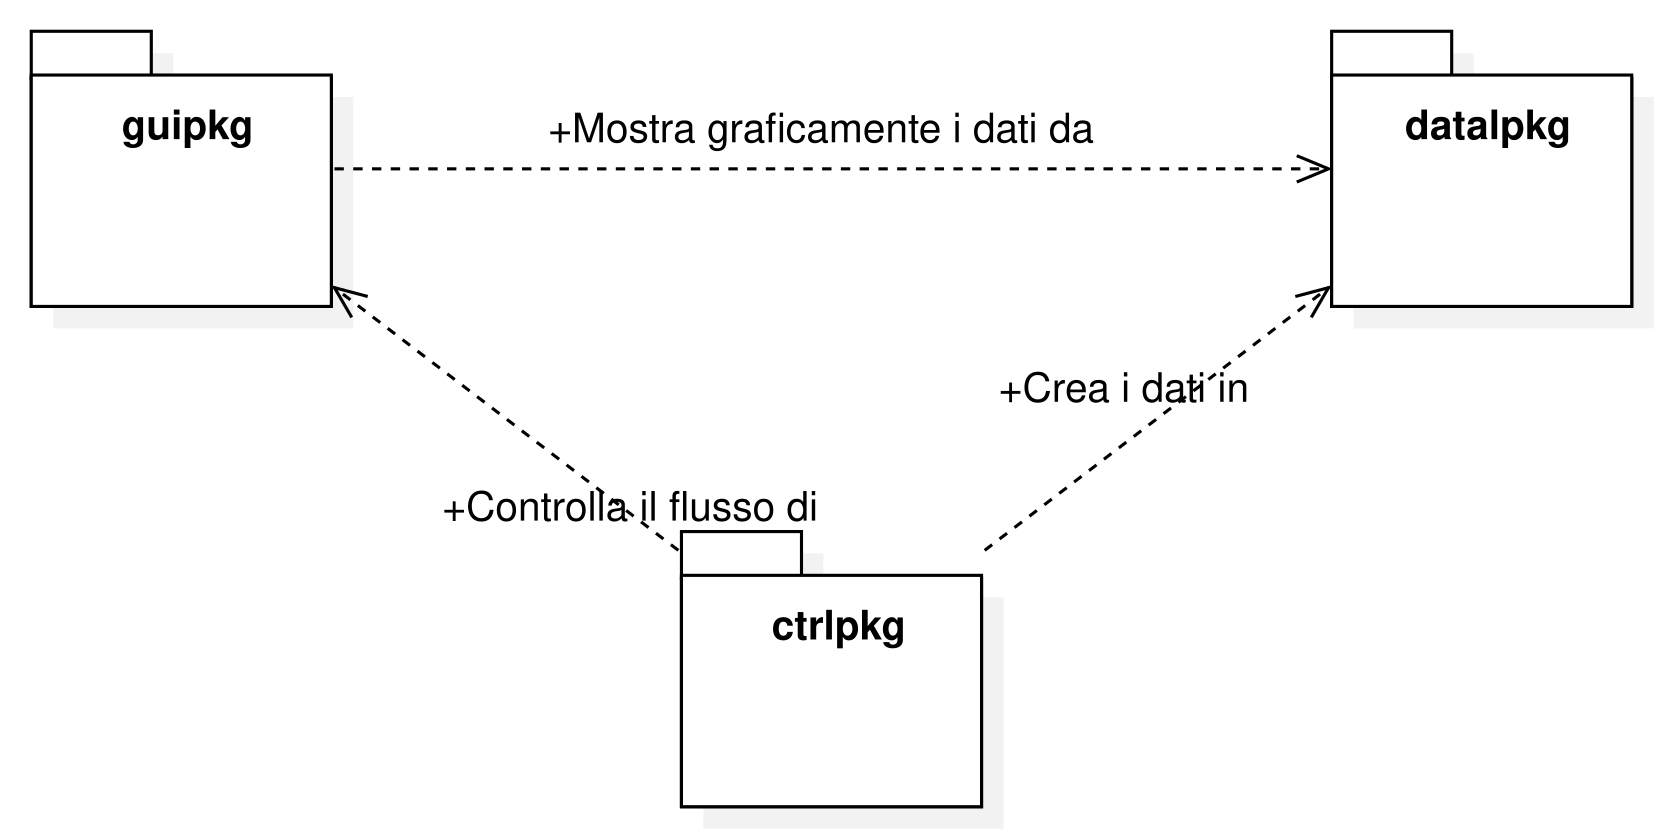 guipkg
+Mostra graficamente i dati da
datalpkg
+Crea i dati in
+Controlla il flusso di
ctrlpkg